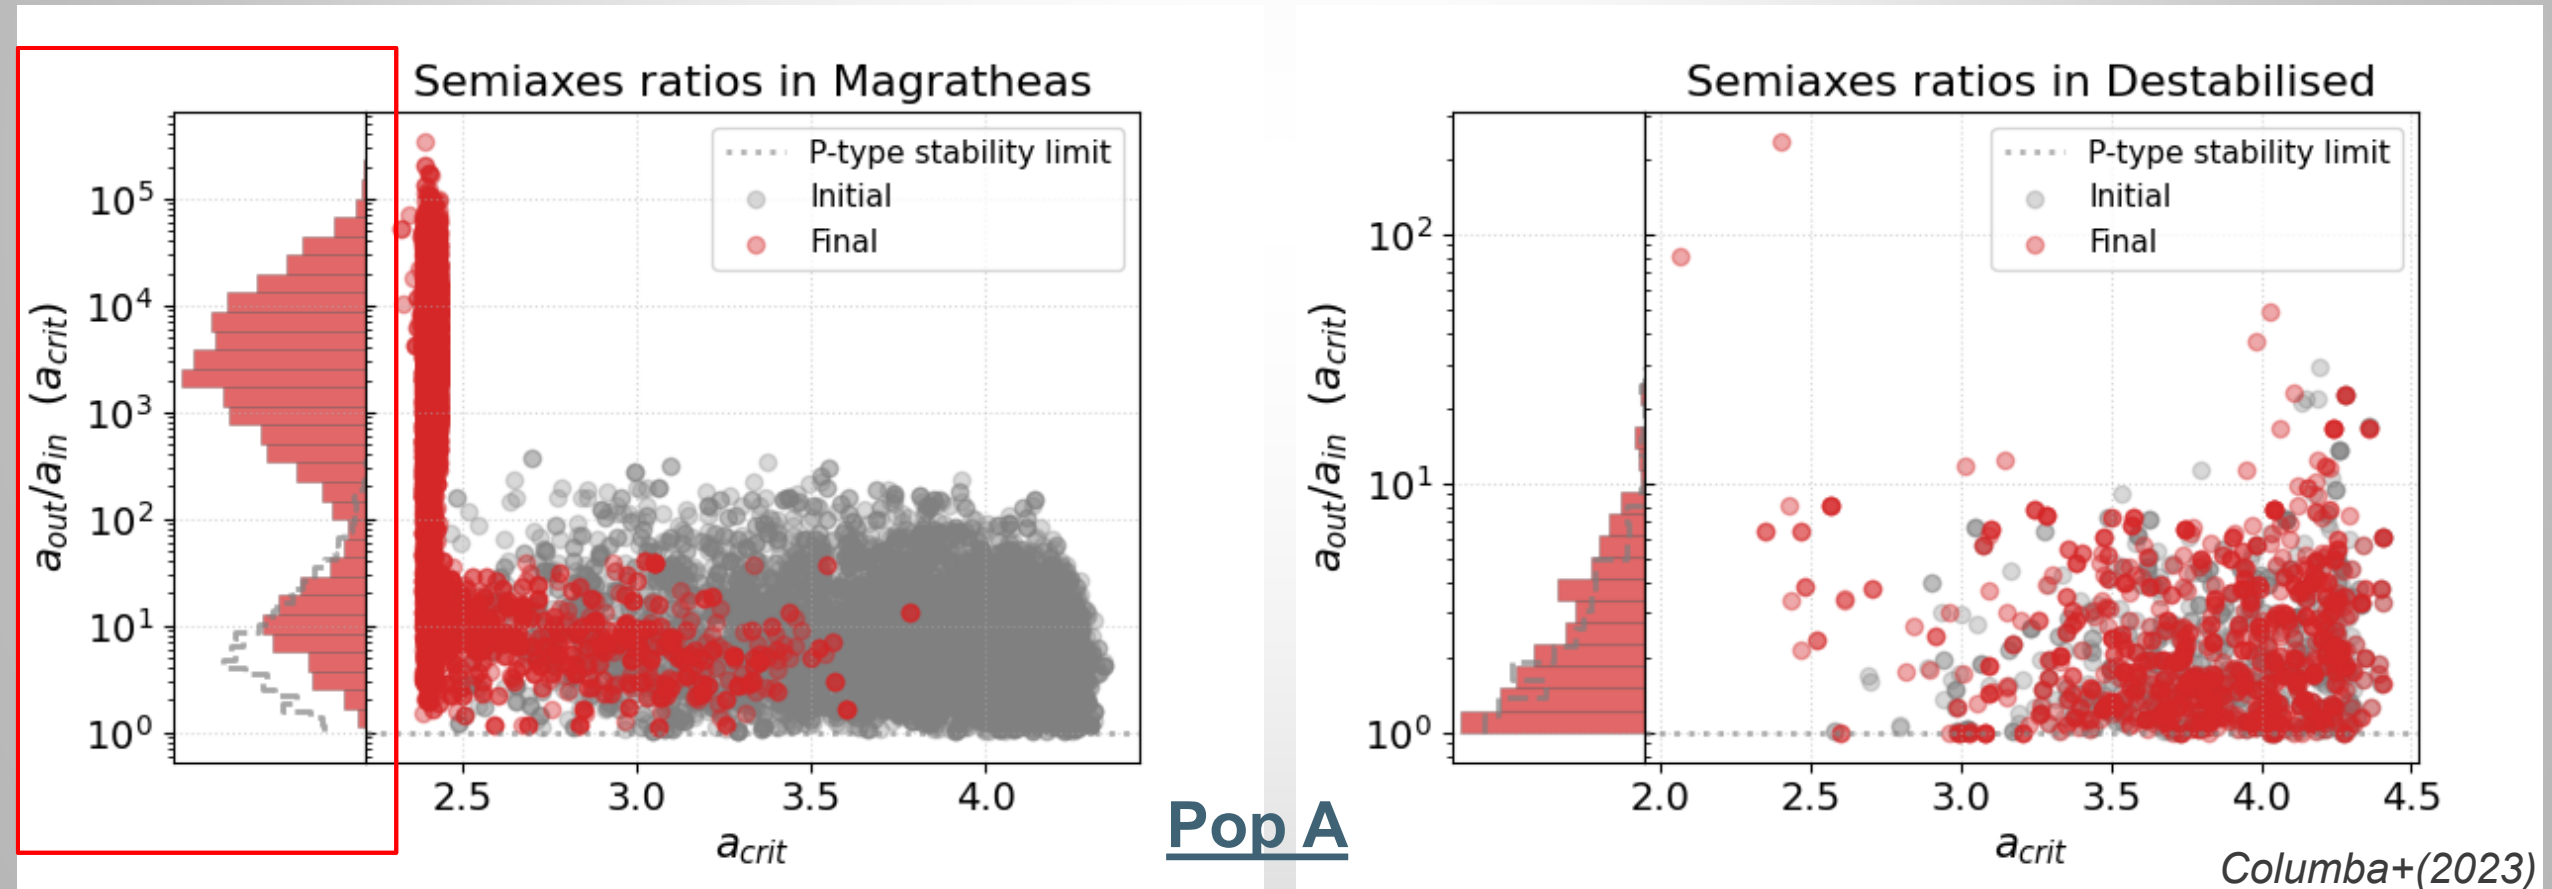 Semiaxes ratios in Magratheas
a_out/a_in (a_crit)
10^5
10^4
10^3
10^2
10^1
10^0
P-type stability limit
Initial
Final
2.5 3.0 3.5 4.0
a_crit
Semiaxes ratios in Destabilised
a_out/a_in (a_crit)
10^2
10^1
10^0
P-type stability limit
Initial
Final
2.0 2.5 3.0 3.5 4.0 4.5
a_crit
Pop A
Columba+(2023)